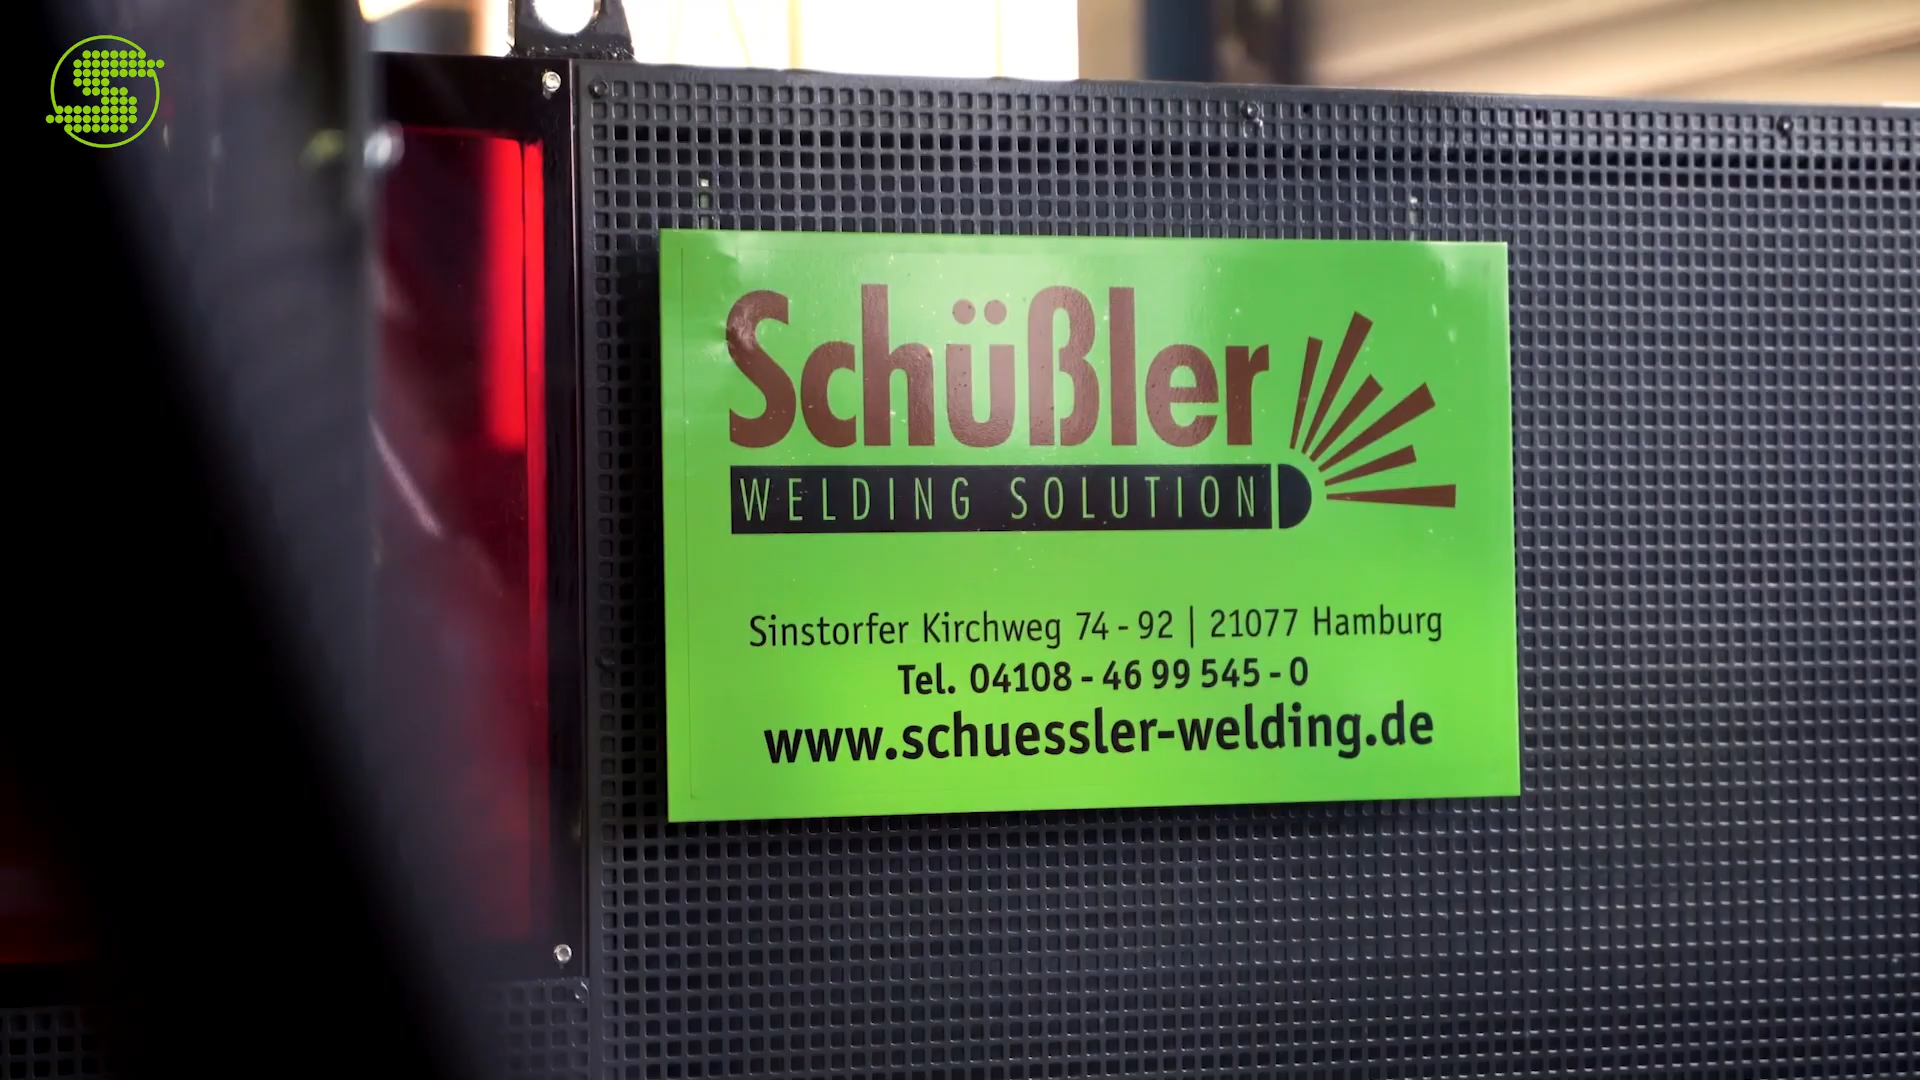 S
Schüßler
WELDING SOLUTION
Sinstorfer Kirchweg 74 - 92 | 21077 Hamburg
Tel. 04108 - 46 99 545 - 0
www.schuessler-welding.de